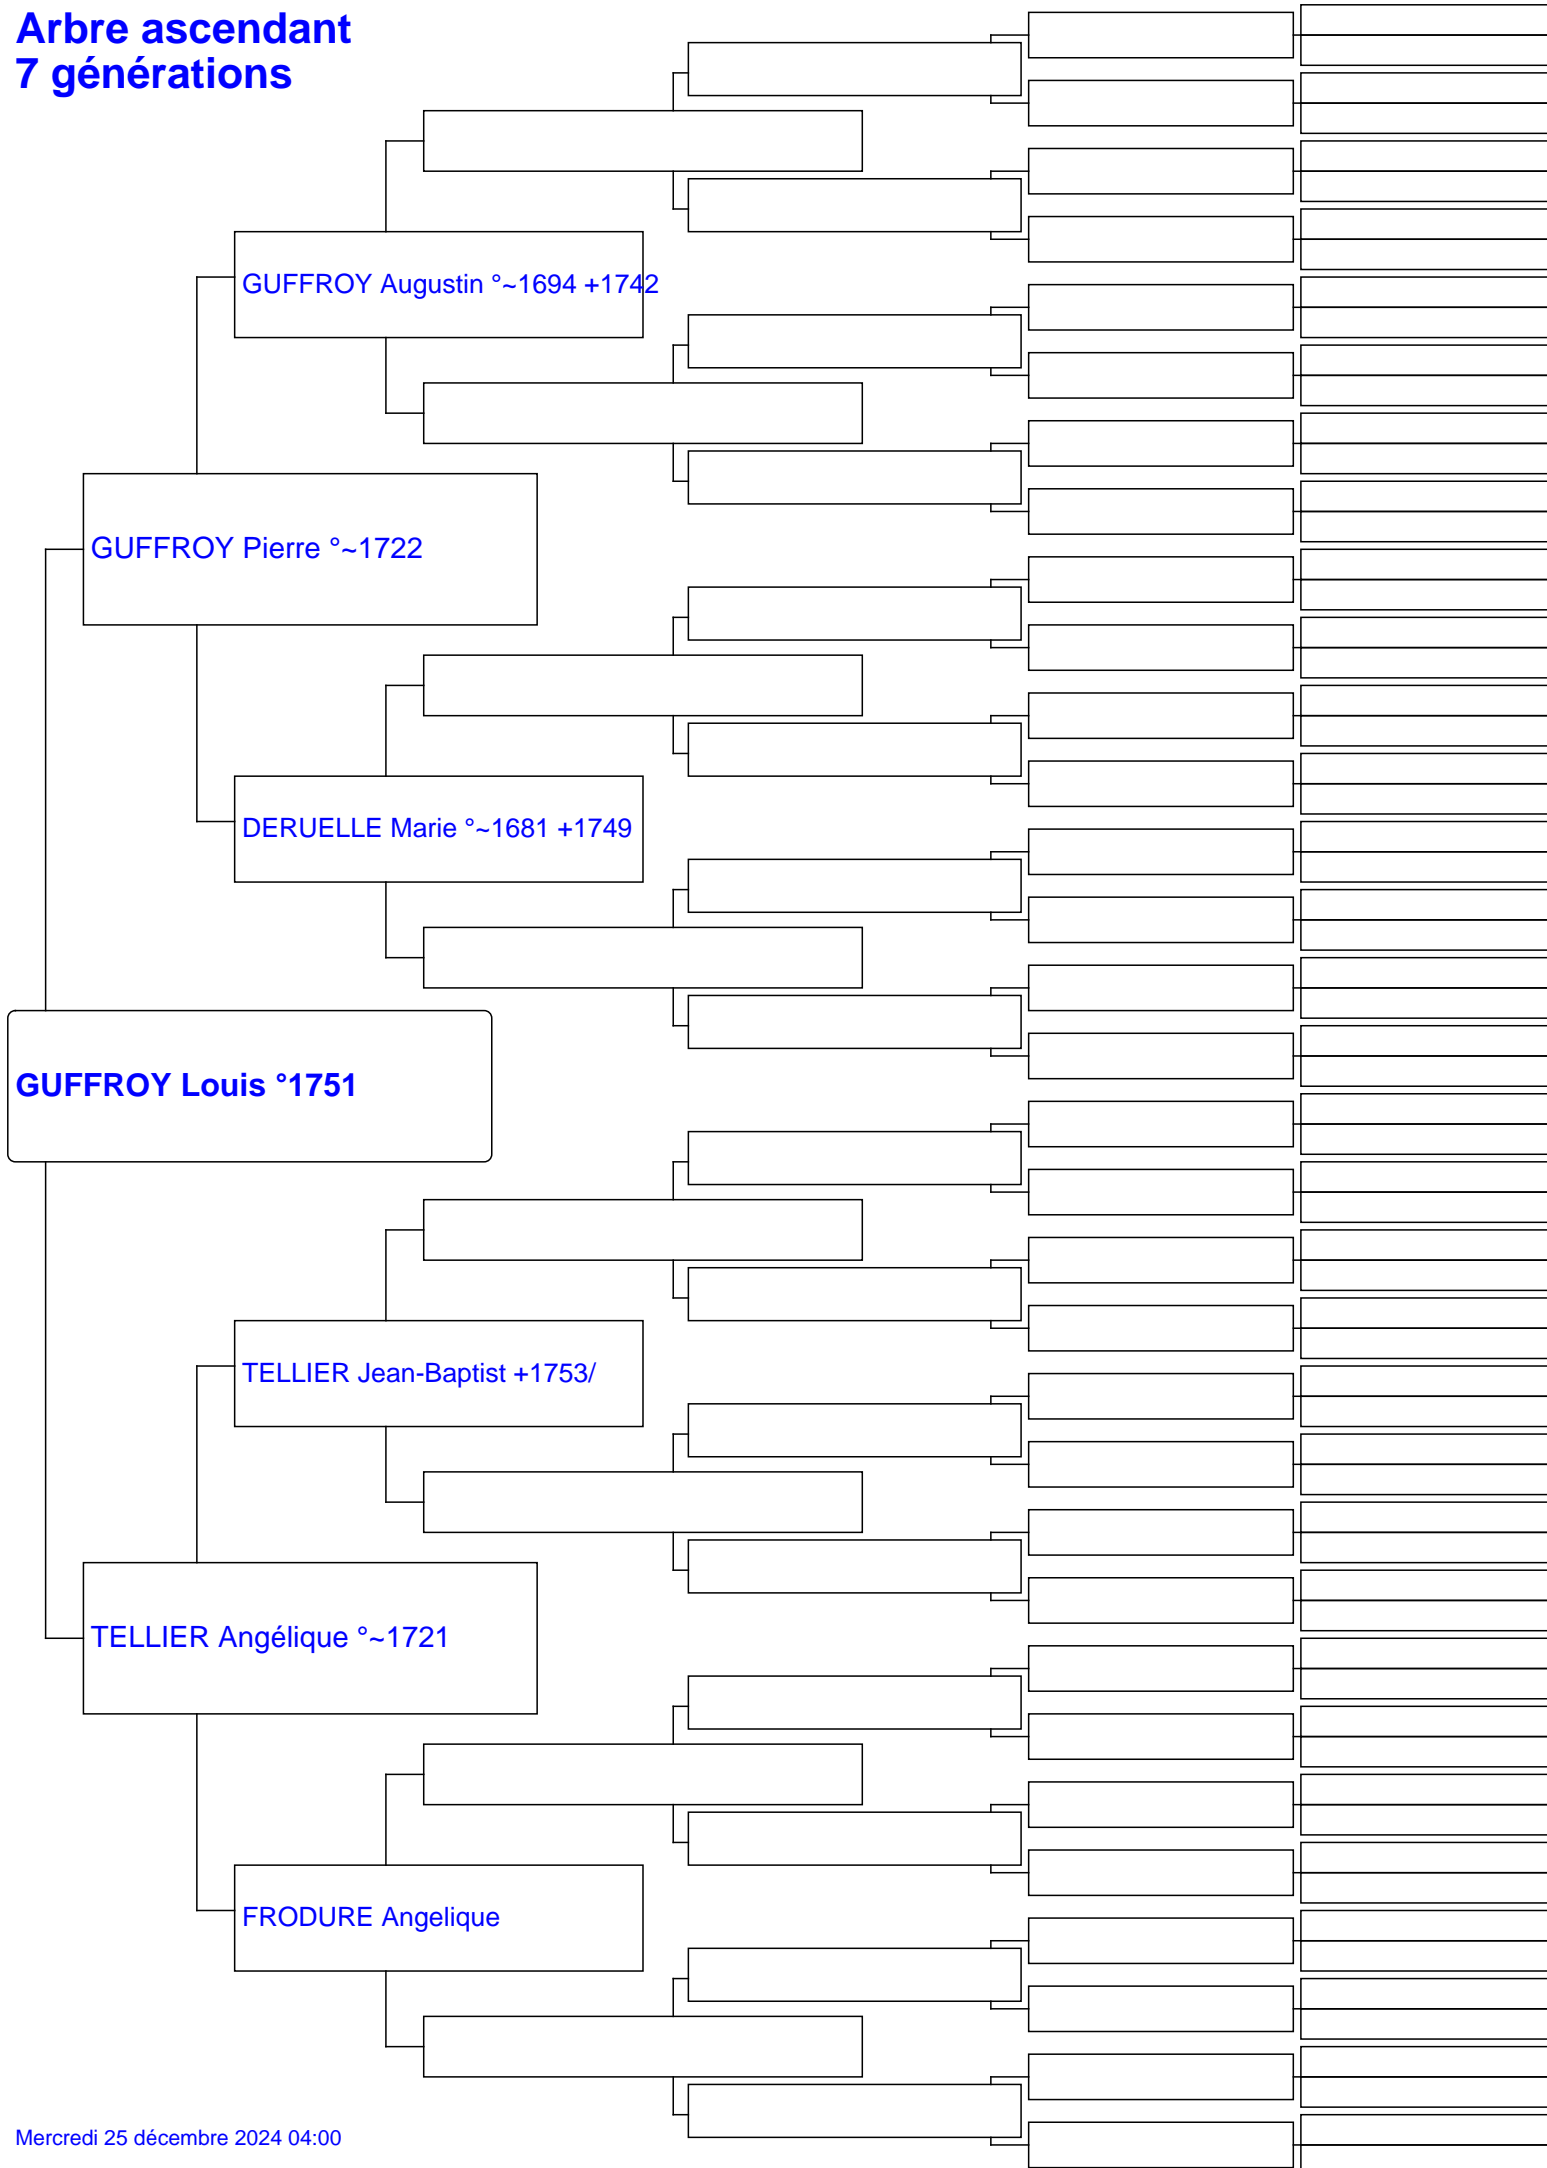 Arbre ascendant
7 générations
GUFFROY Augustin °~1694 +1742
GUFFROY Pierre °~1722
DERUELLE Marie °~1681 +1749
GUFFROY Louis °1751
TELLIER Jean-Baptist +1753/
TELLIER Angélique °~1721
FRODURE Angelique
Mercredi 25 décembre 2024 04:00